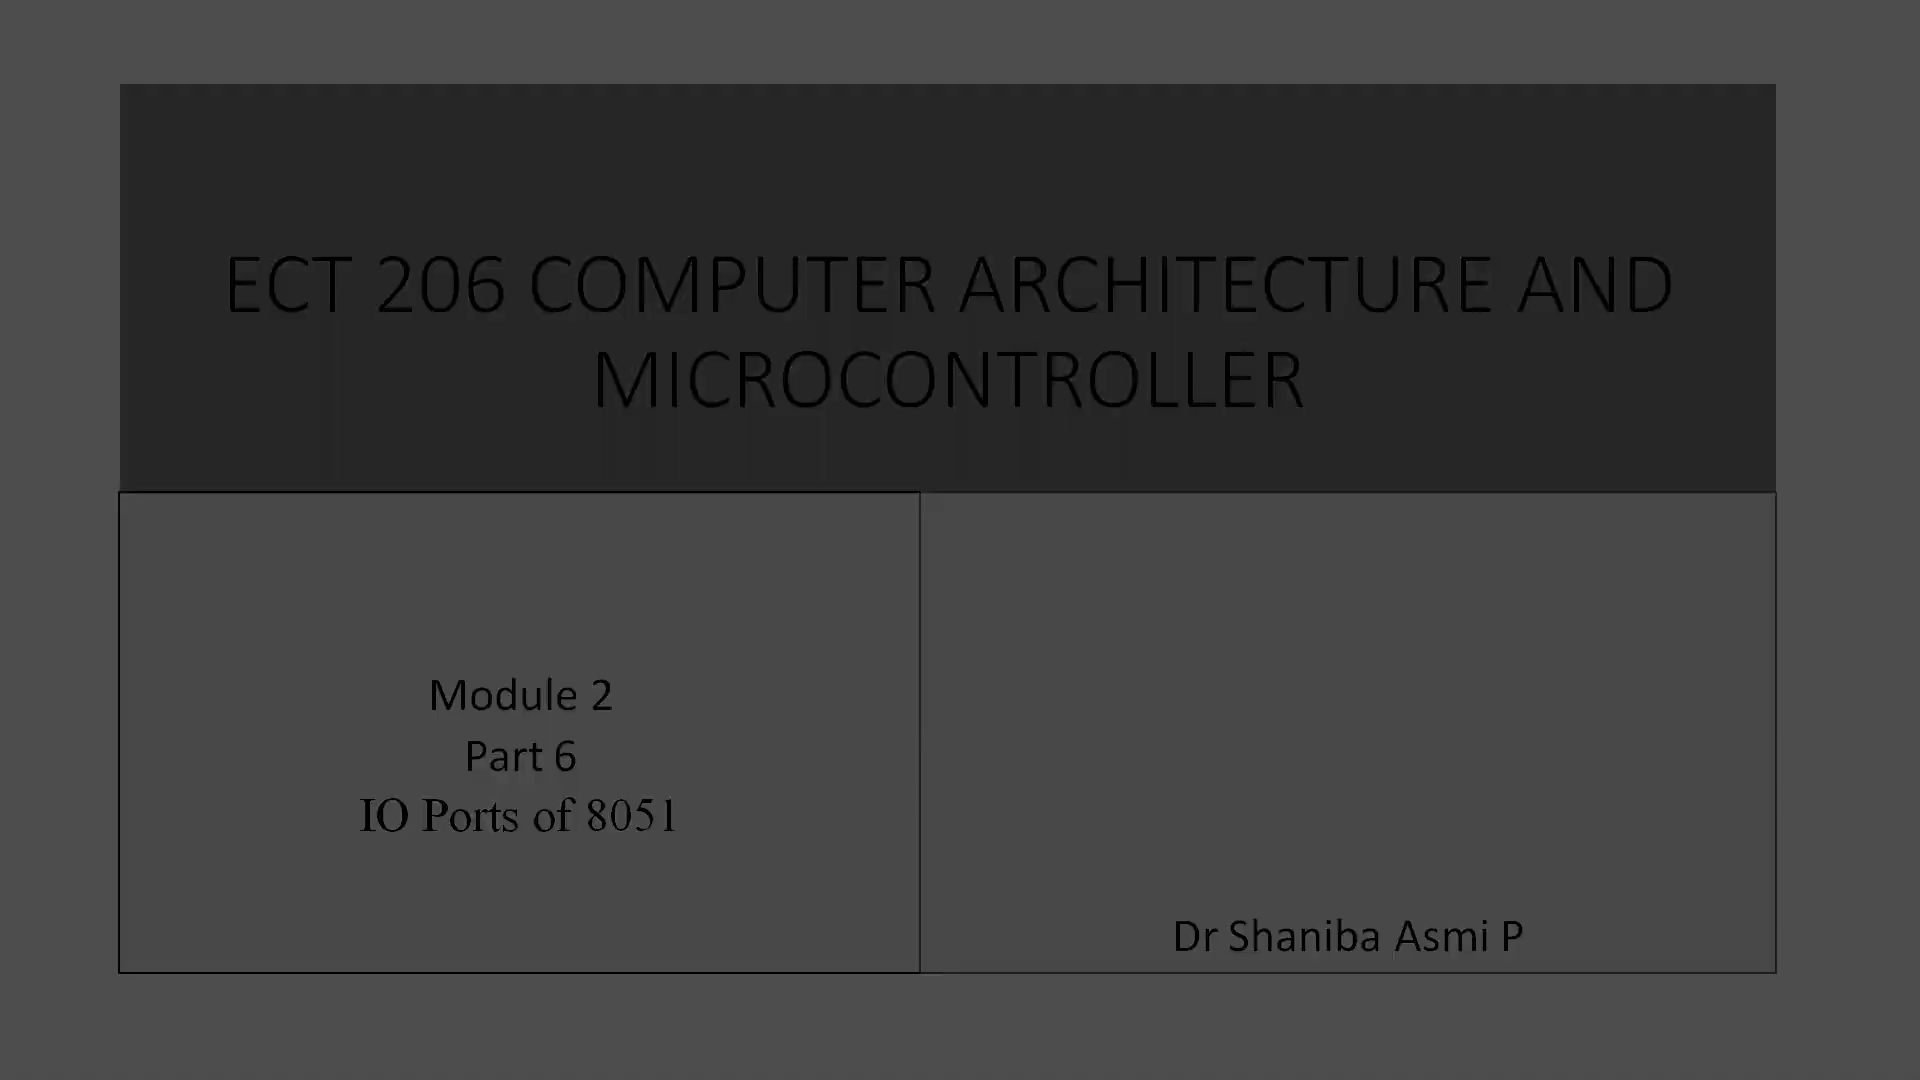 ECT 206 COMPUTER ARCHITECTURE AND
MICROCONTROLLER
Module 2
Part 6
IO Ports of 8051
Dr Shaniba Asmi P